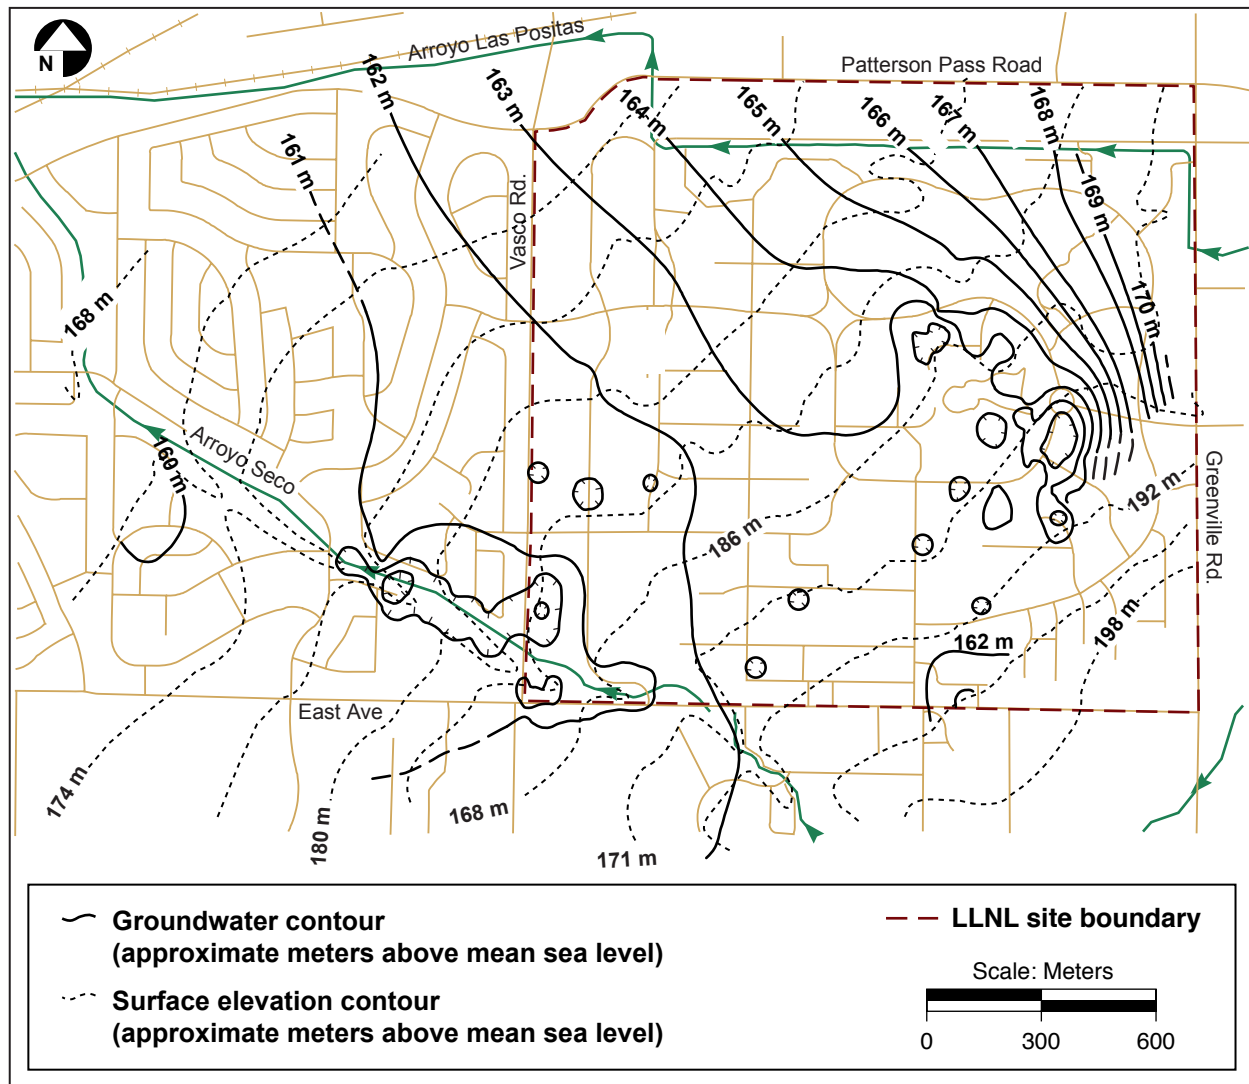 N
Arroyo Las Positas
Patterson Pass Road
162 m
163 m
164 m
165 m
166 m
167 m
168 m
161 m
Vasco Rd.
169 m
168 m
170 m
Arroyo Seco
160 m
186 m
192 m
Greenville Rd.
198 m
162 m
East Ave
174 m
180 m
168 m
171 m
Groundwater contour
(approximate meters above mean sea level)
Surface elevation contour
(approximate meters above mean sea level)
LLNL site boundary
Scale: Meters
0 300 600